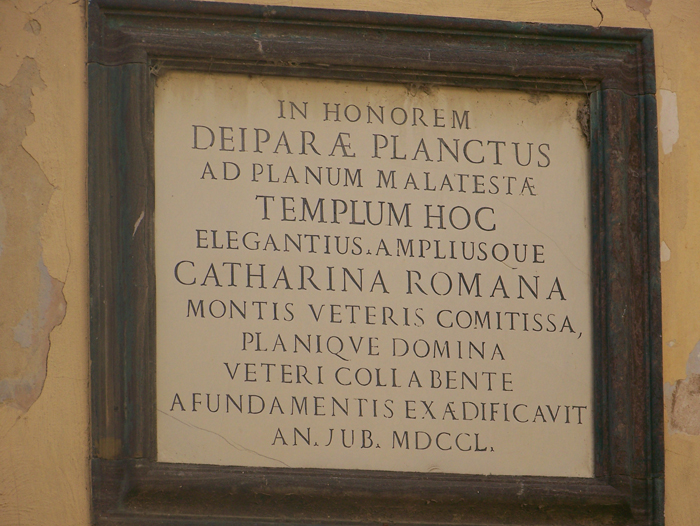 IN HONOREM
DEIPARÆ PLANCTUS
AD PLANUM MALATESTÆ
TEMPLUM HOC
ELEGANTIUS.AMPLIUSQUE
CATHARINA ROMANA
MONTIS VETERIS COMITISSA,
PLANIQVE DOMINA
VETERI COLLABENTE
A FUNDAMENTIS EXÆDIFICAVIT
AN. JUB. MDCCL.